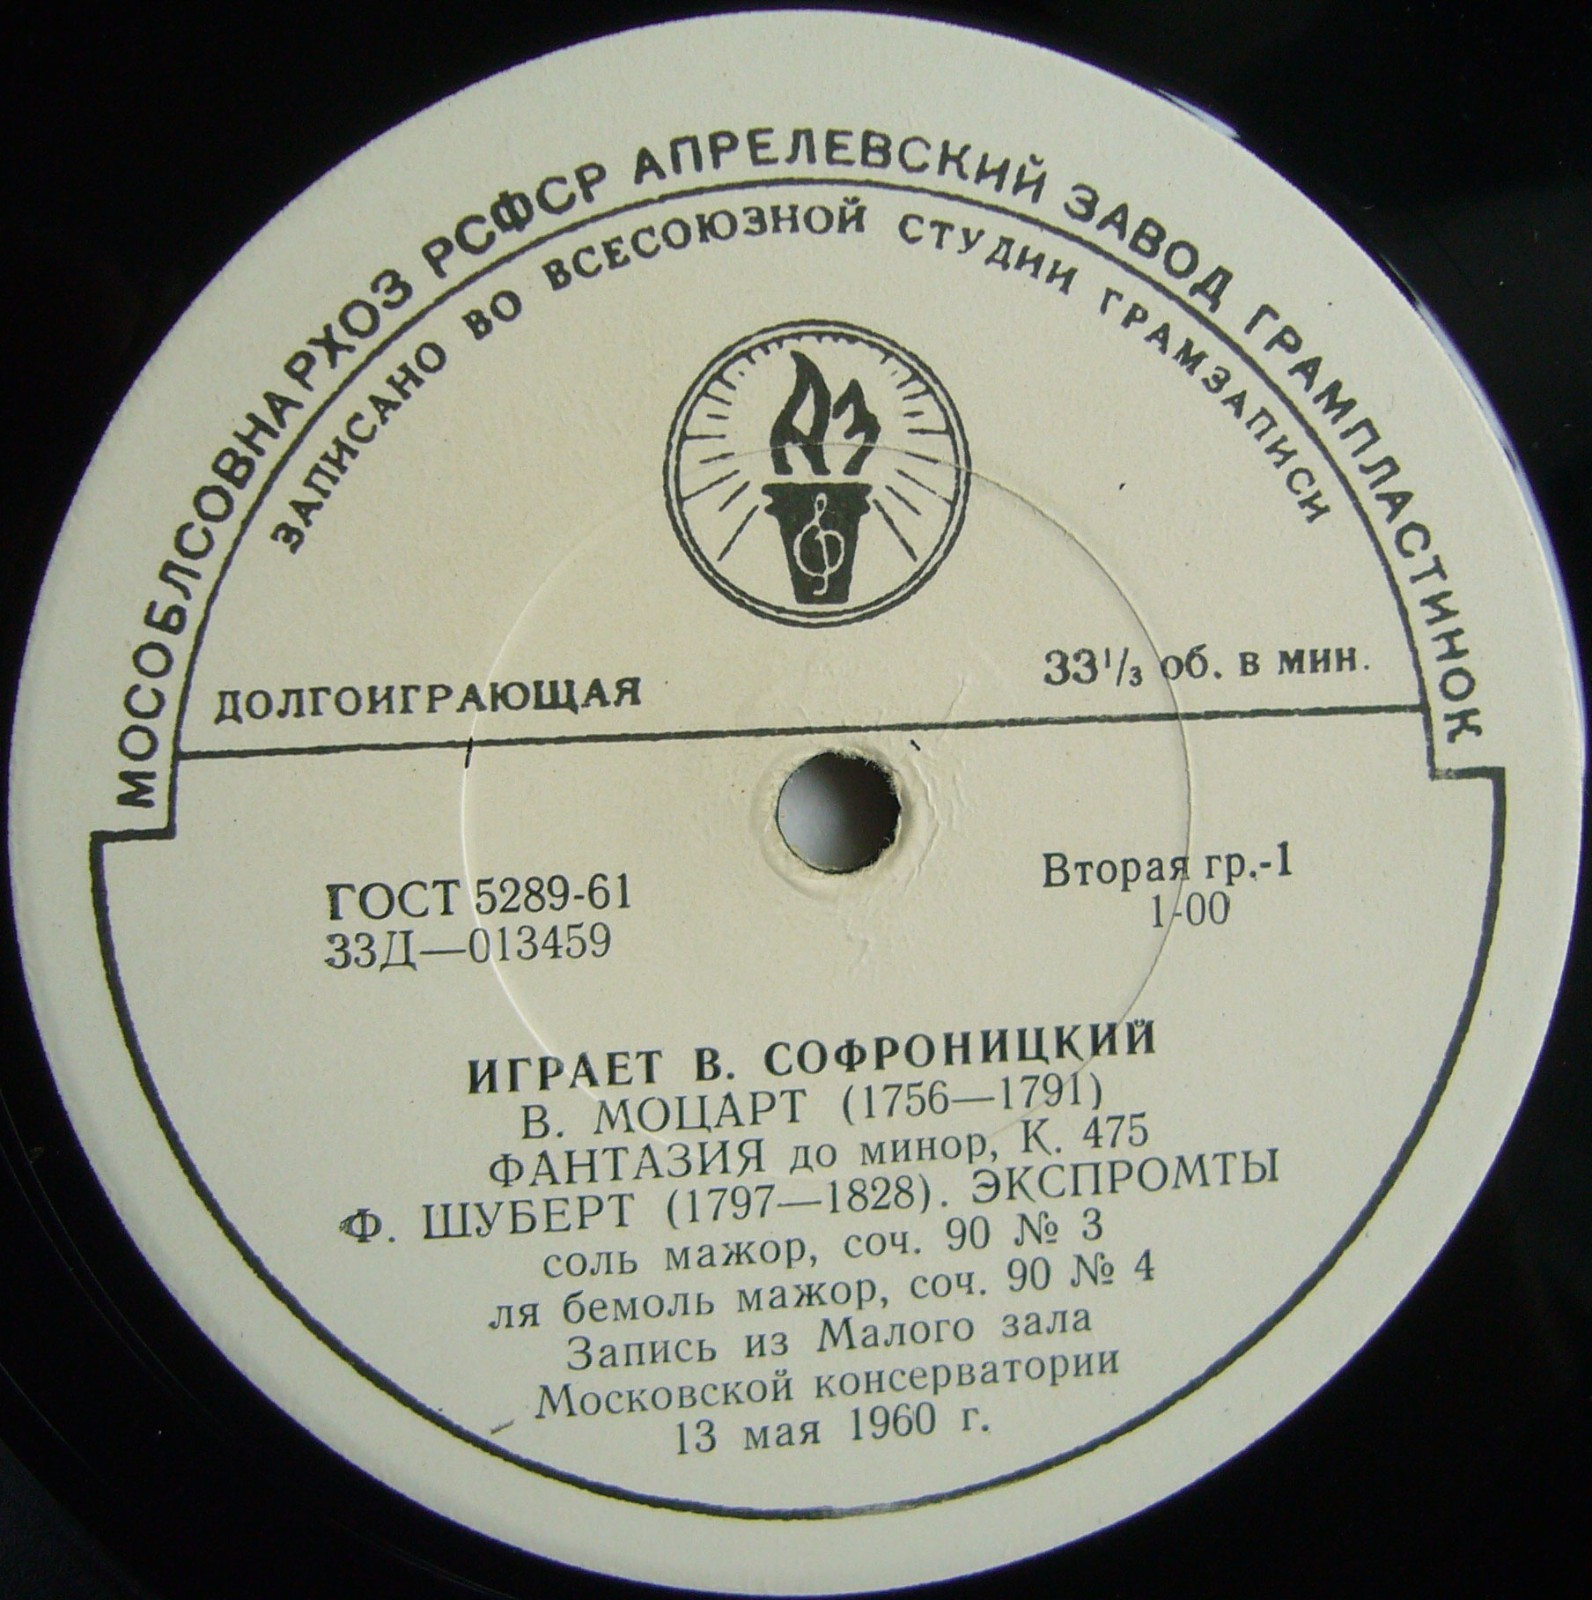 МОСОБЛСОВНАРХОЗ РСФСР АПРЕЛЕВСКИЙ ЗАВОД ГРАМПЛАСТИНОК
ЗАПИСАНО ВО ВСЕСОЮЗНОЙ СТУДИИ ГРАМЗАПИСИ
ДОЛГОИГРАЮЩАЯ
33 1/3 об. в мин.
ГОСТ 5289-61
33Д—013459
Вторая гр.-1
1-00
ИГРАЕТ В. СОФРОНИЦКИЙ
В. МОЦАРТ (1756—1791)
ФАНТАЗИЯ до минор, К. 475
Ф. ШУБЕРТ (1797—1828). ЭКСПРОМТЫ
соль мажор, соч. 90 № 3
ля бемоль мажор, соч. 90 № 4
Запись из Малого зала
Московской консерватории
13 мая 1960 г.